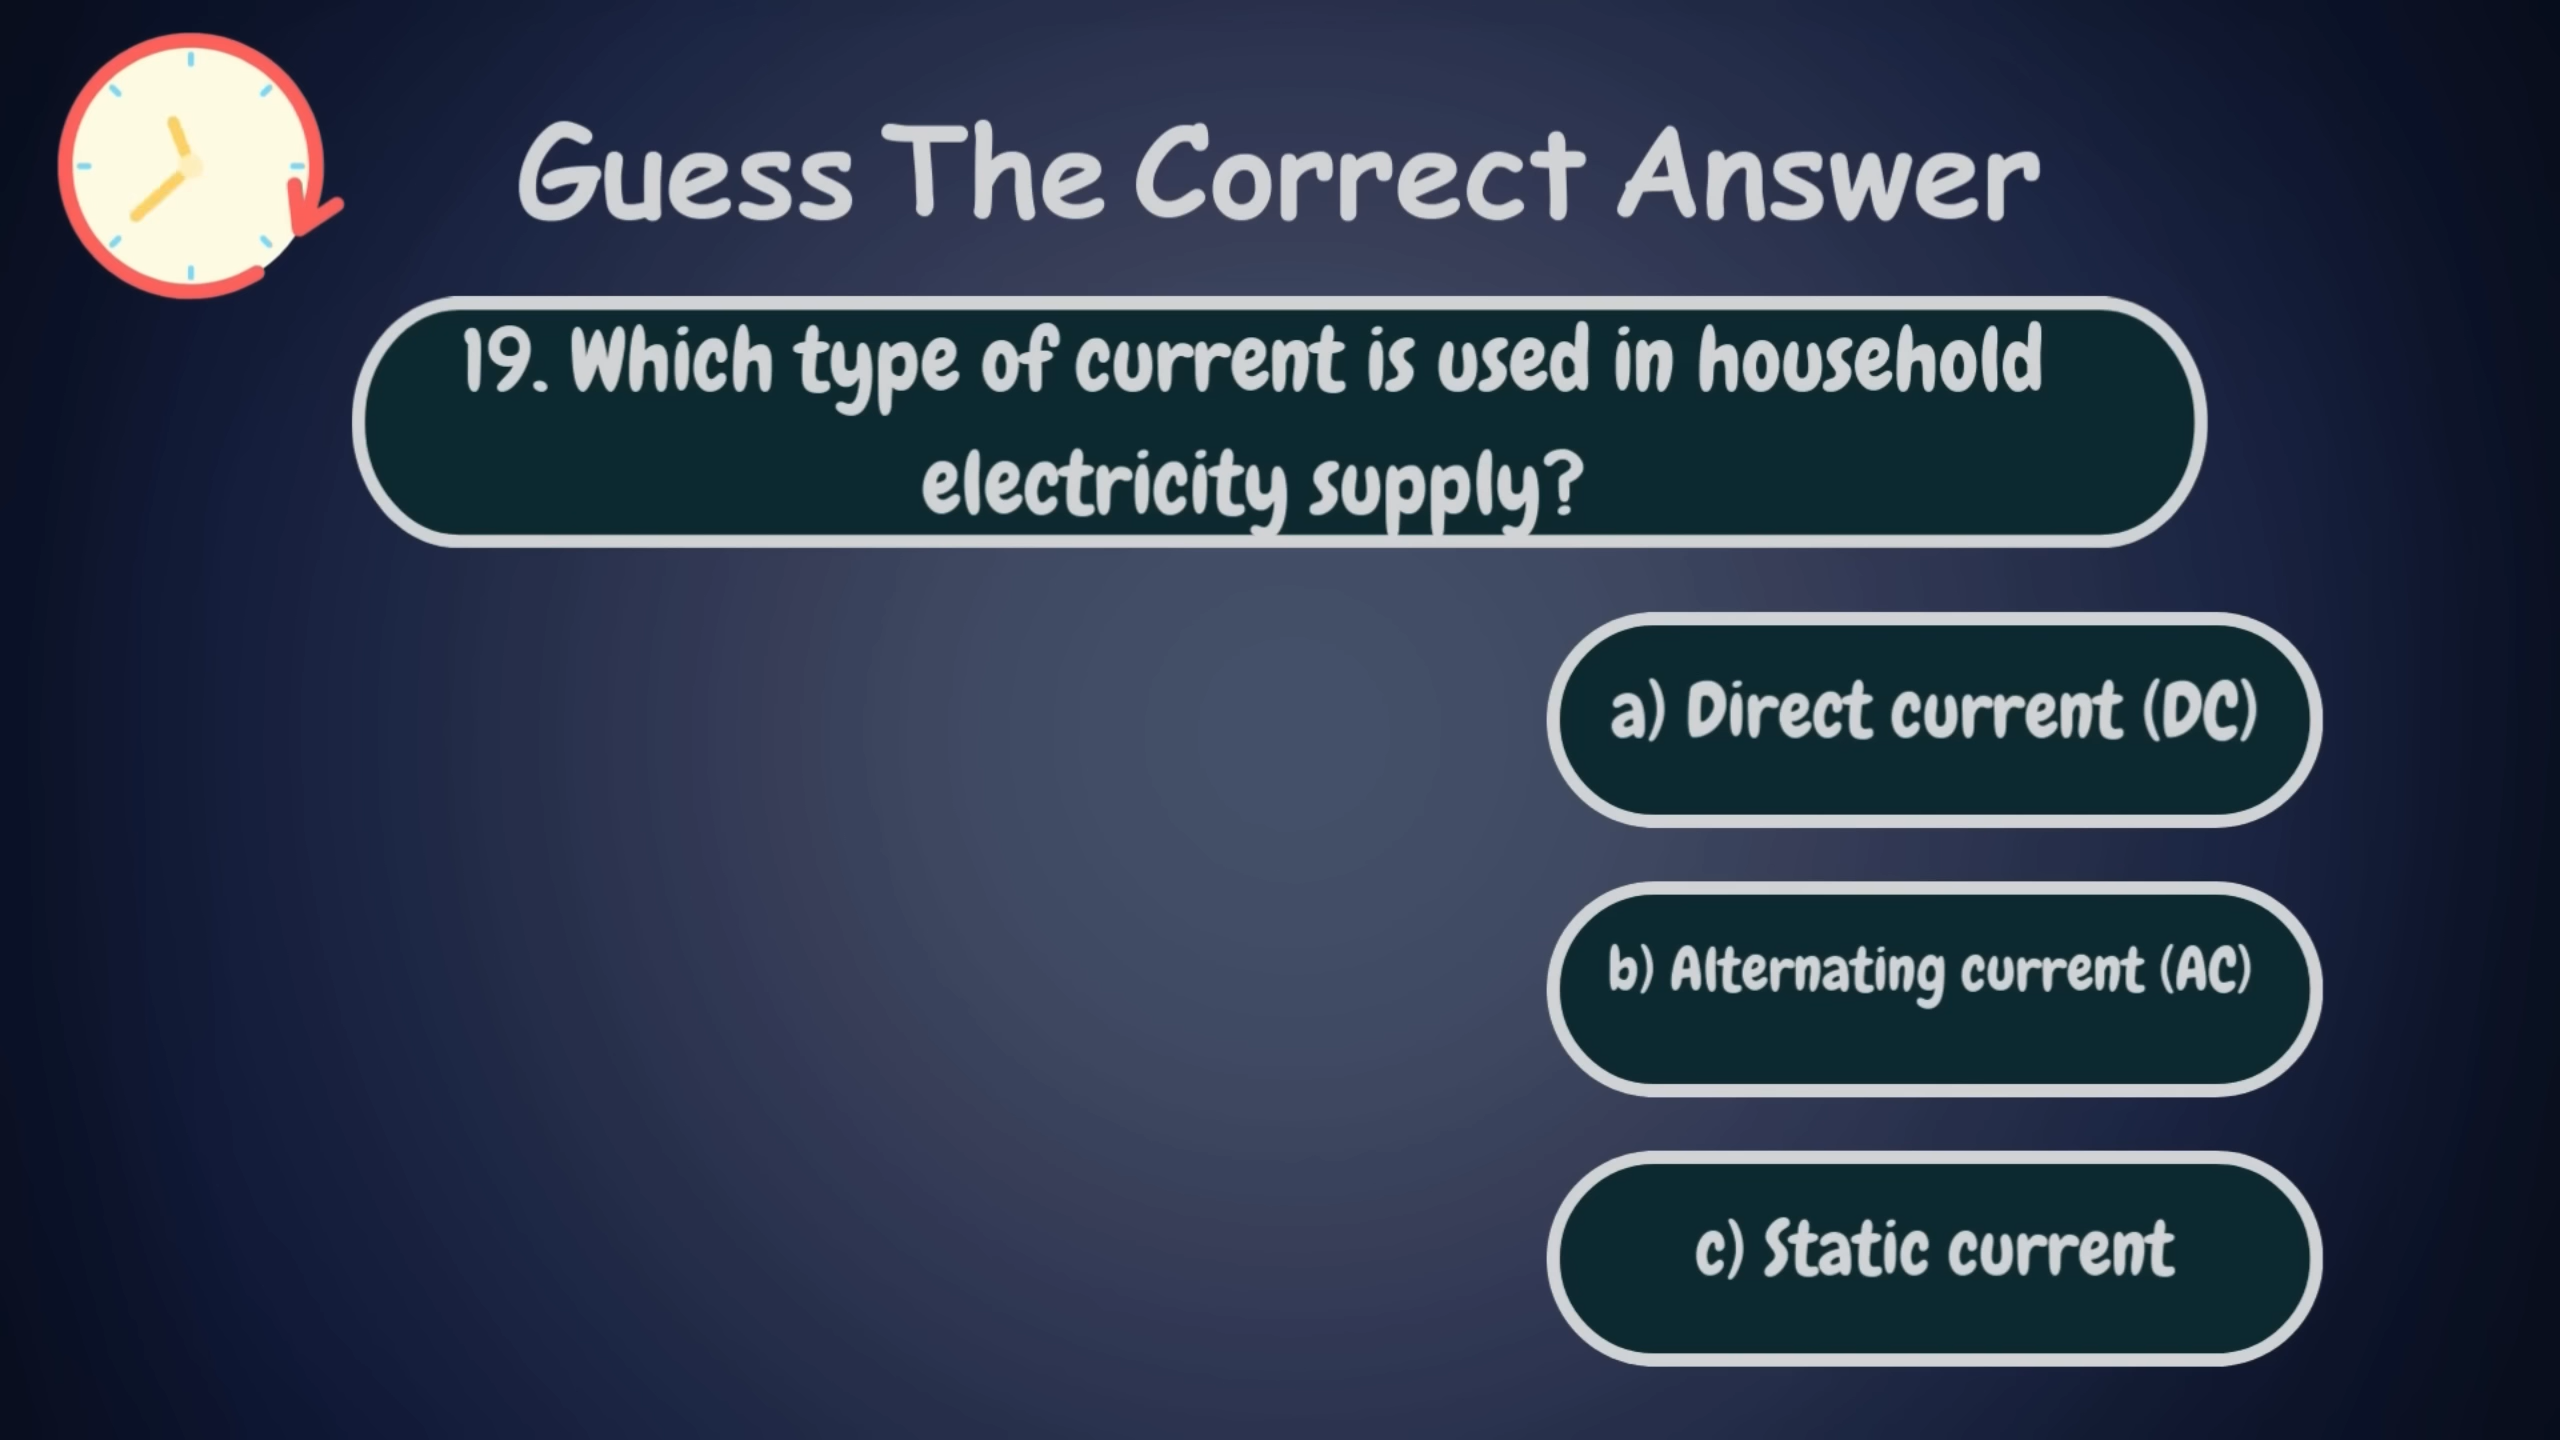 Guess The Correct Answer
19. Which type of current is used in household
electricity supply?
a) Direct current (DC)
b) Alternating current (AC)
c) Static current